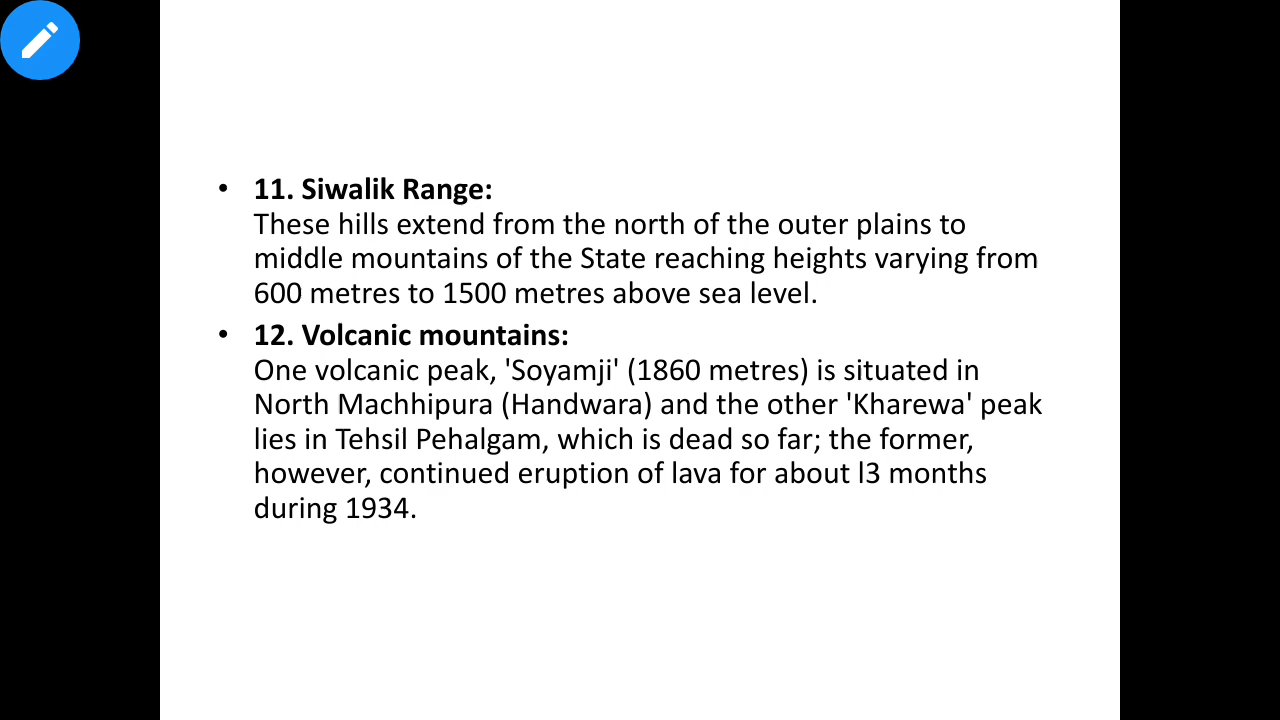 • 11. Siwalik Range:
These hills extend from the north of the outer plains to
middle mountains of the State reaching heights varying from
600 metres to 1500 metres above sea level.
• 12. Volcanic mountains:
One volcanic peak, 'Soyamji' (1860 metres) is situated in
North Machhipura (Handwara) and the other 'Kharewa' peak
lies in Tehsil Pehalgam, which is dead so far; the former,
however, continued eruption of lava for about l3 months
during 1934.